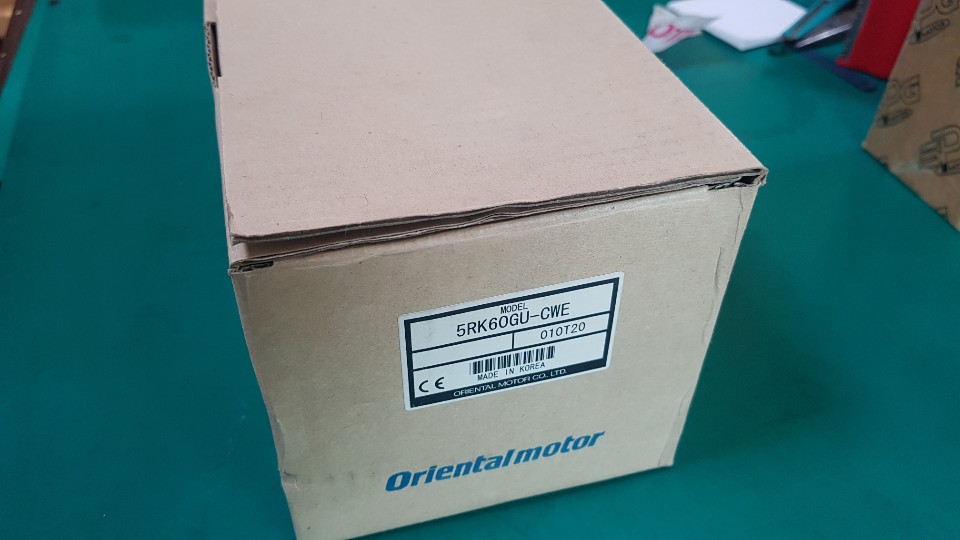 MODEL
5RK60GU-CWE
010T20
MADE IN KOREA
CE
ORIENTAL MOTOR CO., LTD.
Orientalmotor